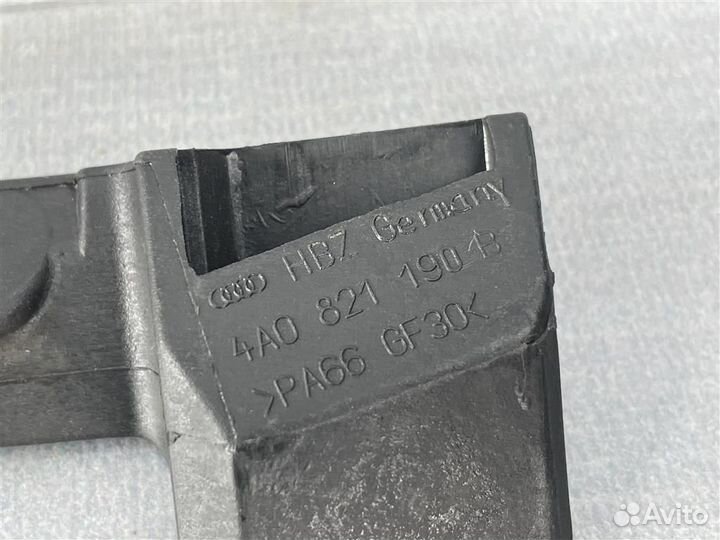 HBZ Germany
4A0 821 190 B
>PA66 GF30<
Avito